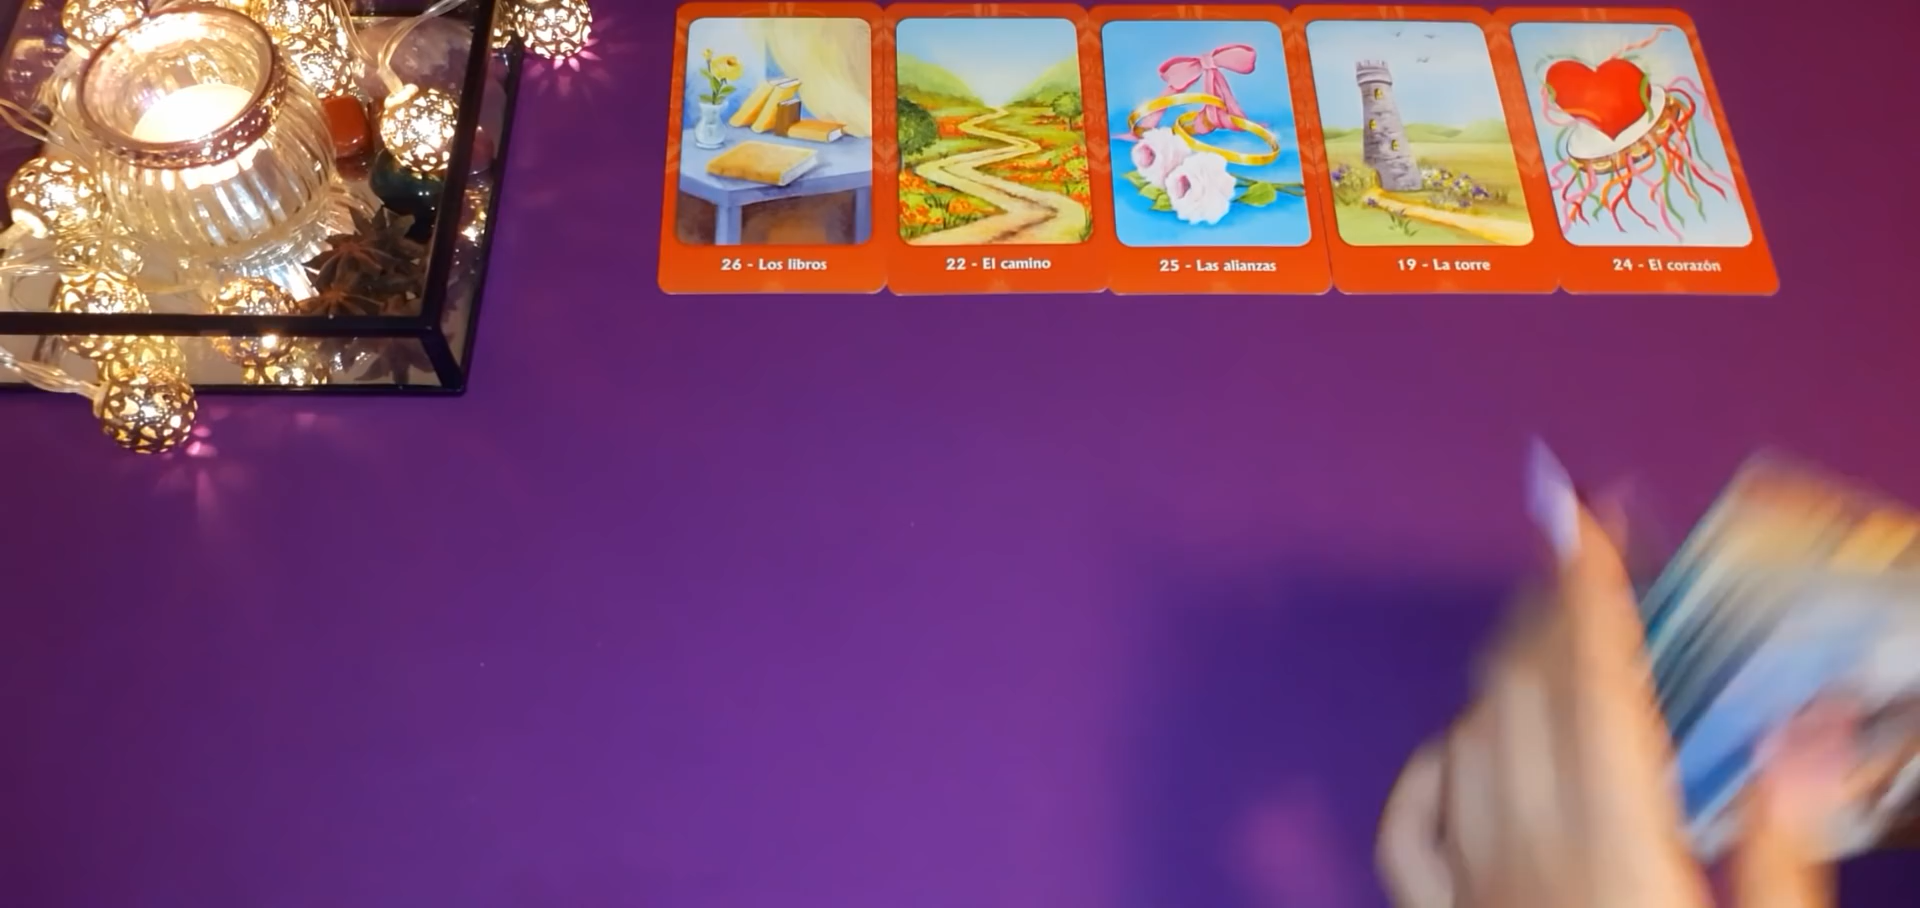 26 - Los libros
22 - El camino
25 - Las alianzas
19 - La torre
24 - El corazón